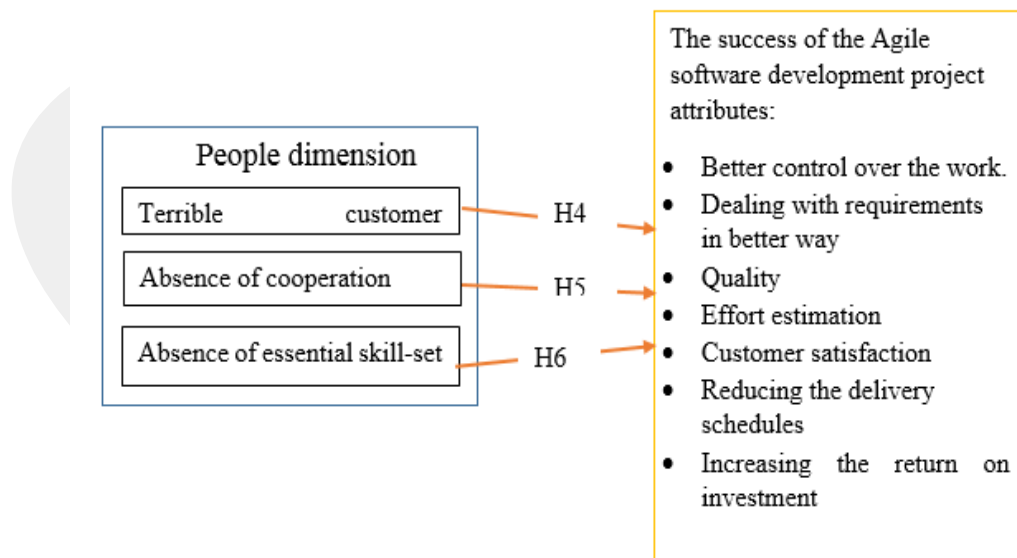 People dimension
Terrible customer
H4
Absence of cooperation
H5
Absence of essential skill-set
H6
The success of the Agile
software development project
attributes:
• Better control over the work.
• Dealing with requirements
in better way
• Quality
• Effort estimation
• Customer satisfaction
• Reducing the delivery
schedules
• Increasing the return on
investment